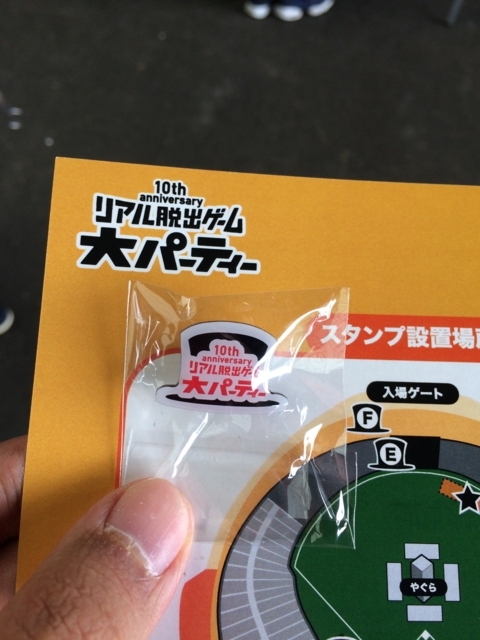 10th
anniversary
リアル脱出ゲーム
大パーティー
10th
anniversary
リアル脱出ゲーム
大パーティー
スタンプ設置場
入場ゲート
F
E
やぐら